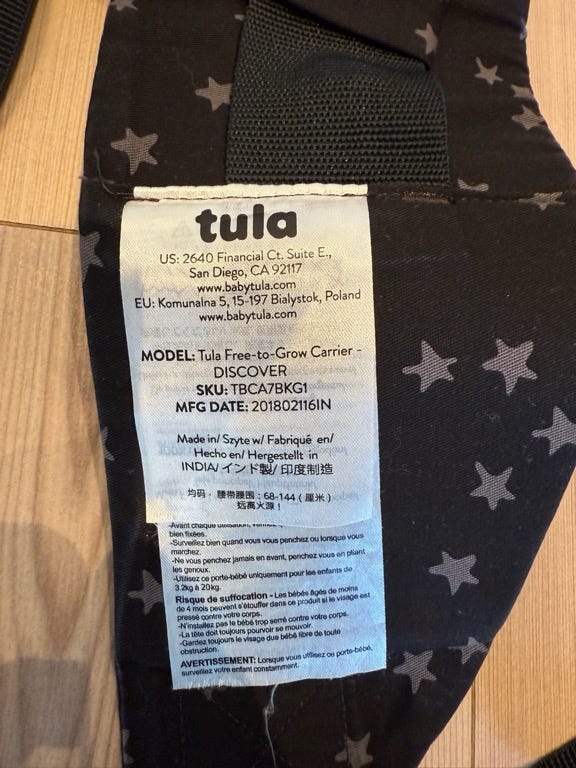 tula
US: 2640 Financial Ct. Suite E.,
San Diego, CA 92117
www.babytula.com
EU: Komunalna 5, 15-197 Bialystok, Poland
www.babytula.com
MODEL: Tula Free-to-Grow Carrier -
DISCOVER
SKU: TBCA7BKG1
MFG DATE: 201802116IN
Made in/ Szyte w/ Fabriqué en/
Hecho en/ Hergestellt in
INDIA/インド製/印度制造
均码 · 腰带腰围:68-144(厘米)
远离火源!
-Avant chaque utilisation,
bien fixées.
-Surveillez bien quand vous vous penchez ou lorsque vous
marchez.
-Ne vous penchez jamais en avant, penchez vous en pliant
les genoux.
-Utilisez ce porte-bébé uniquement pour les enfants de
3.2kg à 20kg.
Risque de suffocation - Les bébés âgés de moins
de 4 mois peuvent s'étouffer dans ce produit si le visage est
pressé contre votre corps.
-N'installez pas le bébé trop serré contre votre corps.
-La tête doit toujours pourvoir se mouvoir.
-Gardez toujours le visage due bébé libre de toute
obstruction.
AVERTISSEMENT: Lorsque vous utilisez ce porte-bébé,
surveillez votre enfant constamment.